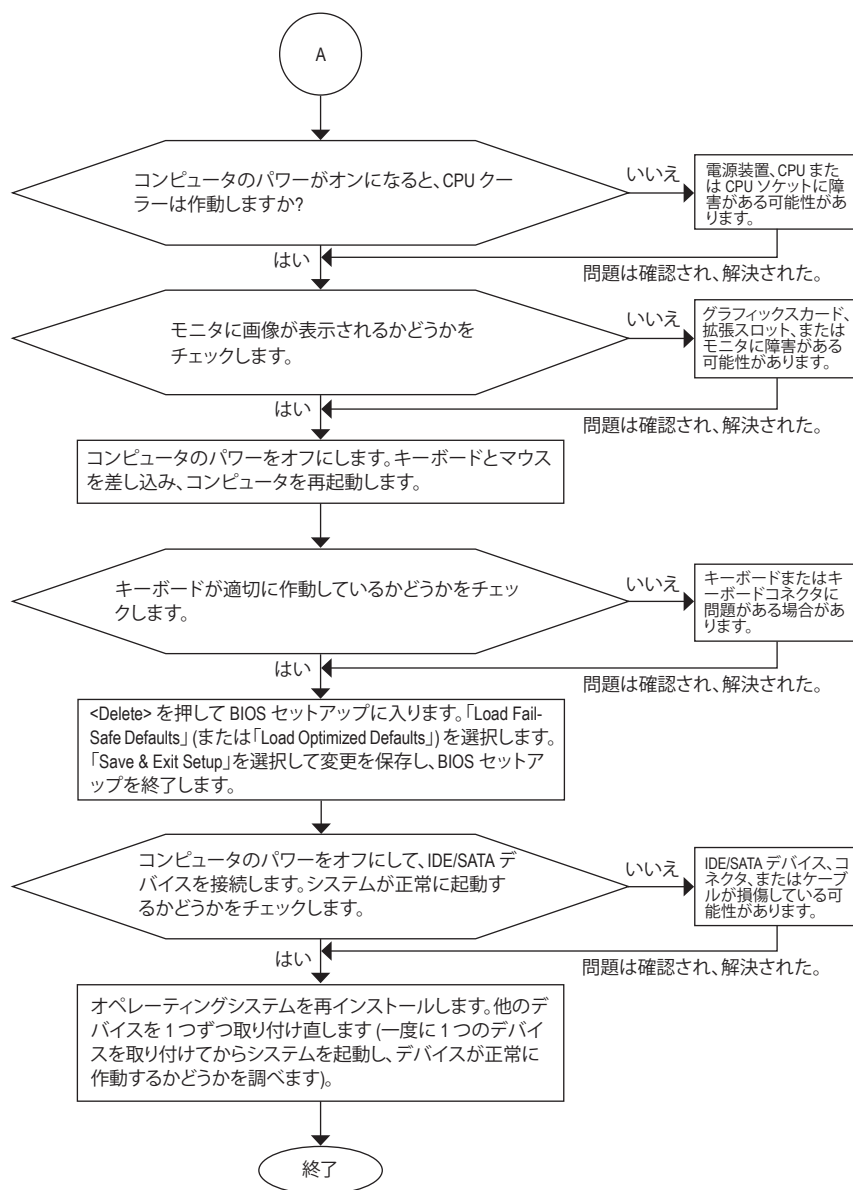 A
コンピュータのパワーがオンになると、CPU クー
ラーは作動しますか?
いいえ
電源装置、CPU また
は CPU ソケットに障
害がある可能性があ
ります。
はい
問題は確認され、解決された。
モニタに画像が表示されるかどうかを
チェックします。
いいえ
グラフィックスカード、
拡張スロット、または
モニタに障害がある
可能性があります。
はい
問題は確認され、解決された。
コンピュータのパワーをオフにします。キーボードとマウス
を差し込み、コンピュータを再起動します。
キーボードが適切に作動しているかどうかをチェッ
クします。
いいえ
キーボードまたはキ
ーボードコネクタに
問題がある場合があ
ります。
はい
問題は確認され、解決された。
<Delete> を押して BIOS セットアップに入ります。「Load Fail-
Safe Defaults」 (または「Load Optimized Defaults」) を選択します。
「Save & Exit Setup」を選択して変更を保存し、BIOS セットア
ップを終了します。
コンピュータのパワーをオフにして、IDE/SATA デ
バイスを接続します。システムが正常に起動す
るかどうかをチェックします。
いいえ
IDE/SATA デバイス、コ
ネクタ、またはケーブ
ルが損傷している可
能性があります。
はい
問題は確認され、解決された。
オペレーティングシステムを再インストールします。他のデ
バイスを 1 つずつ取り付け直します (一度に 1 つのデバイ
スを取り付けてからシステムを起動し、デバイスが正常に
作動するかどうかを調べます)。
終了